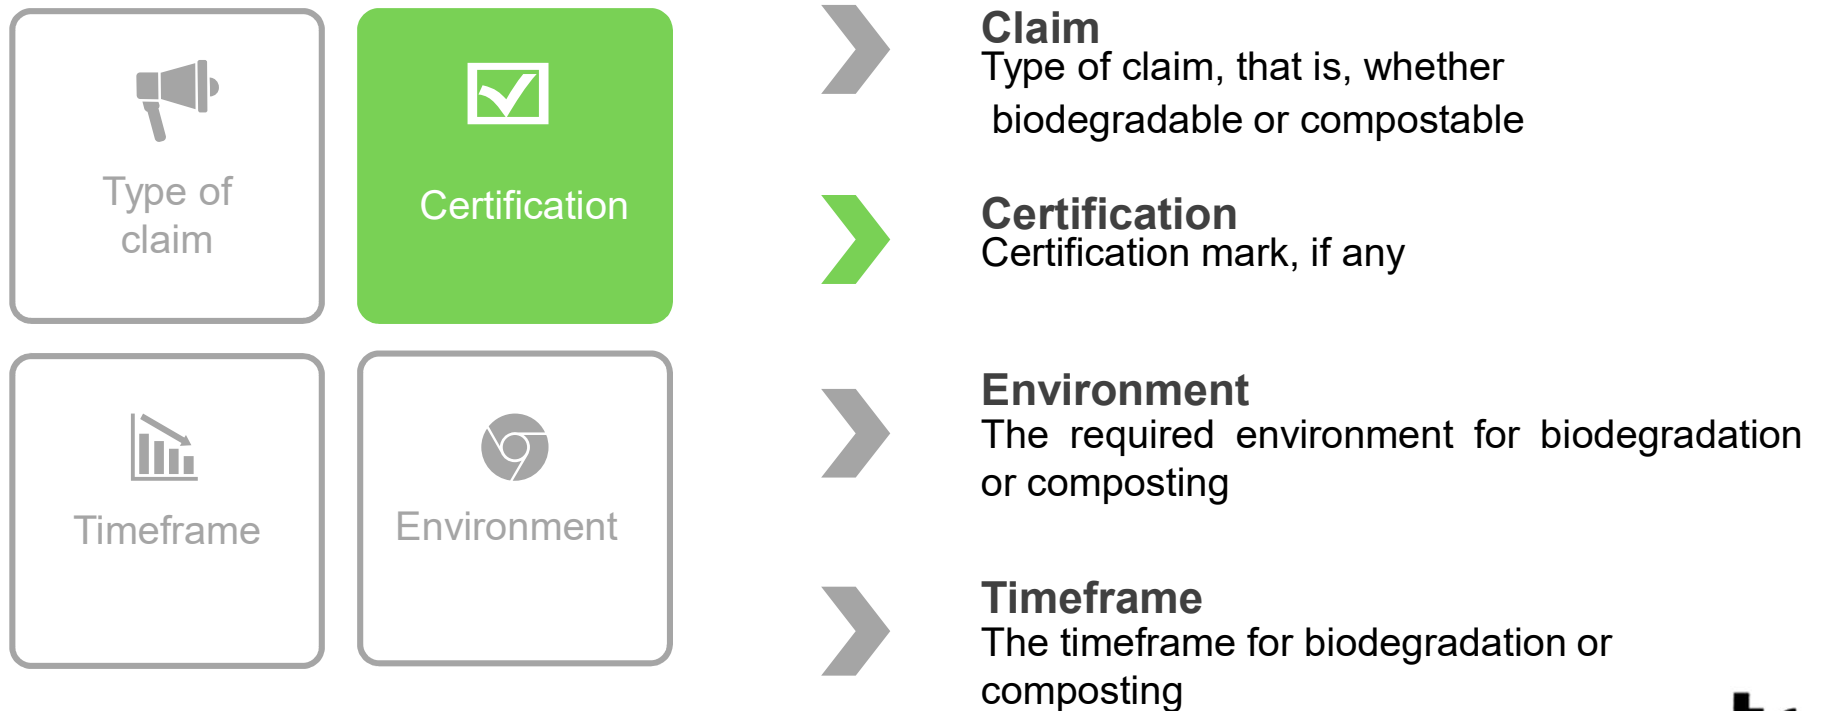 Type of
claim
Certification
Timeframe
Environment
Claim
Type of claim, that is, whether
biodegradable or compostable
Certification
Certification mark, if any
Environment
The required environment for biodegradation
or composting
Timeframe
The timeframe for biodegradation or
composting